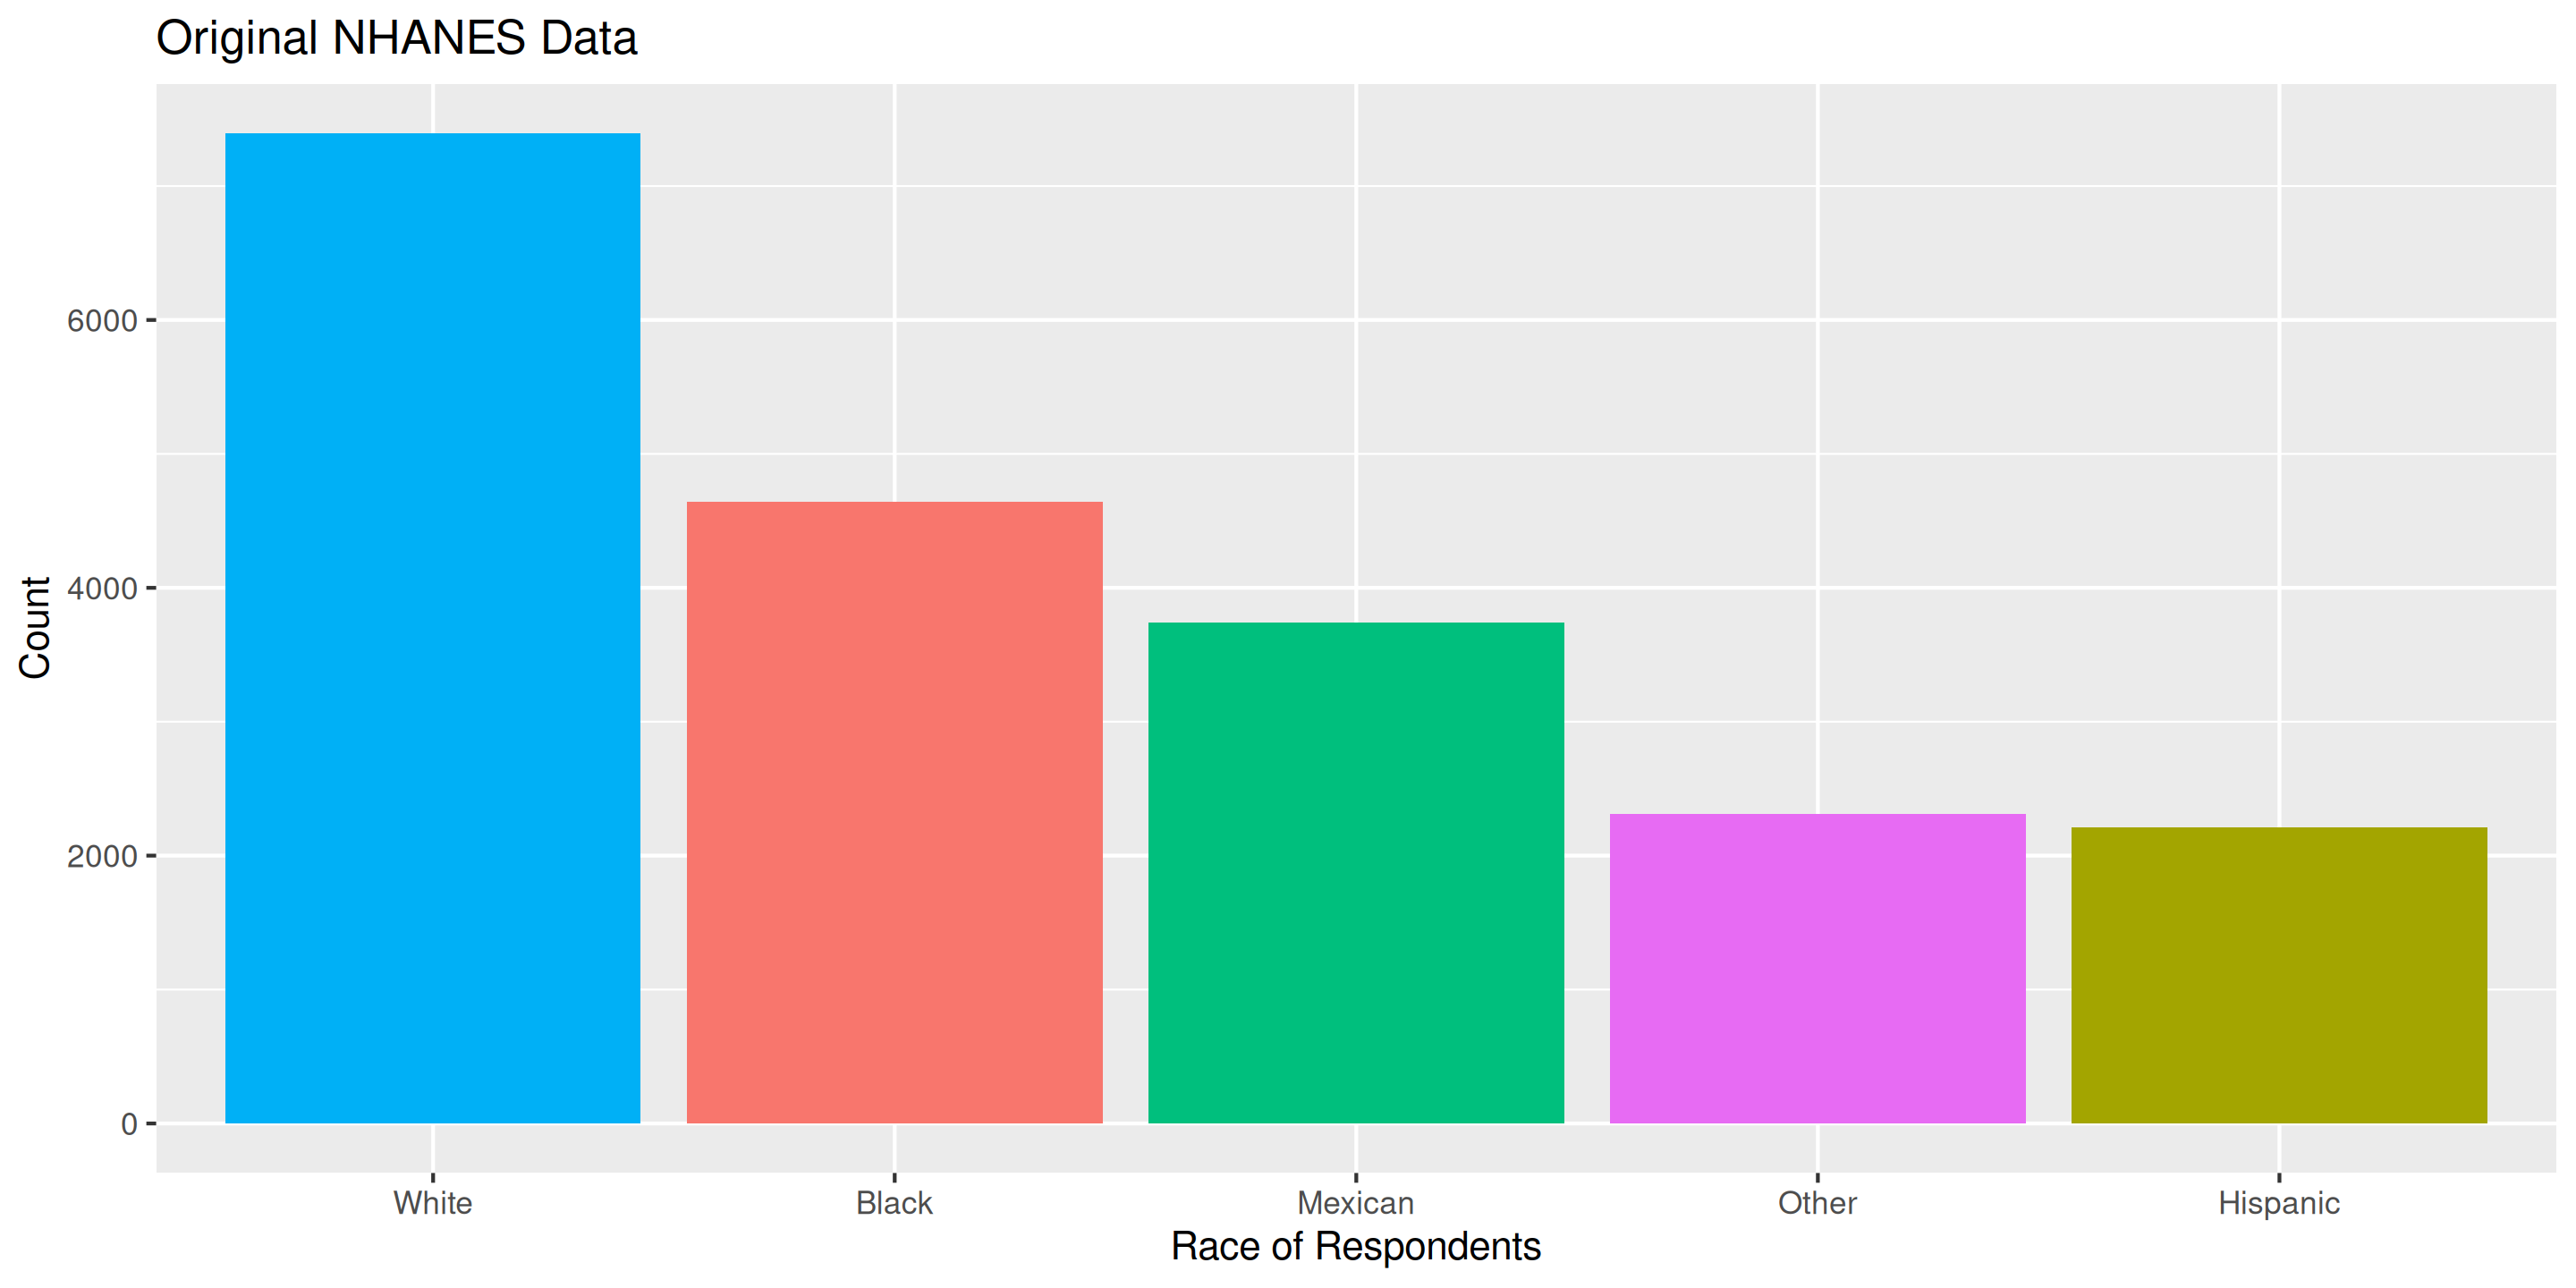 Original NHANES Data
Count
6000
4000
2000
0
White
Black
Mexican
Other
Hispanic
Race of Respondents